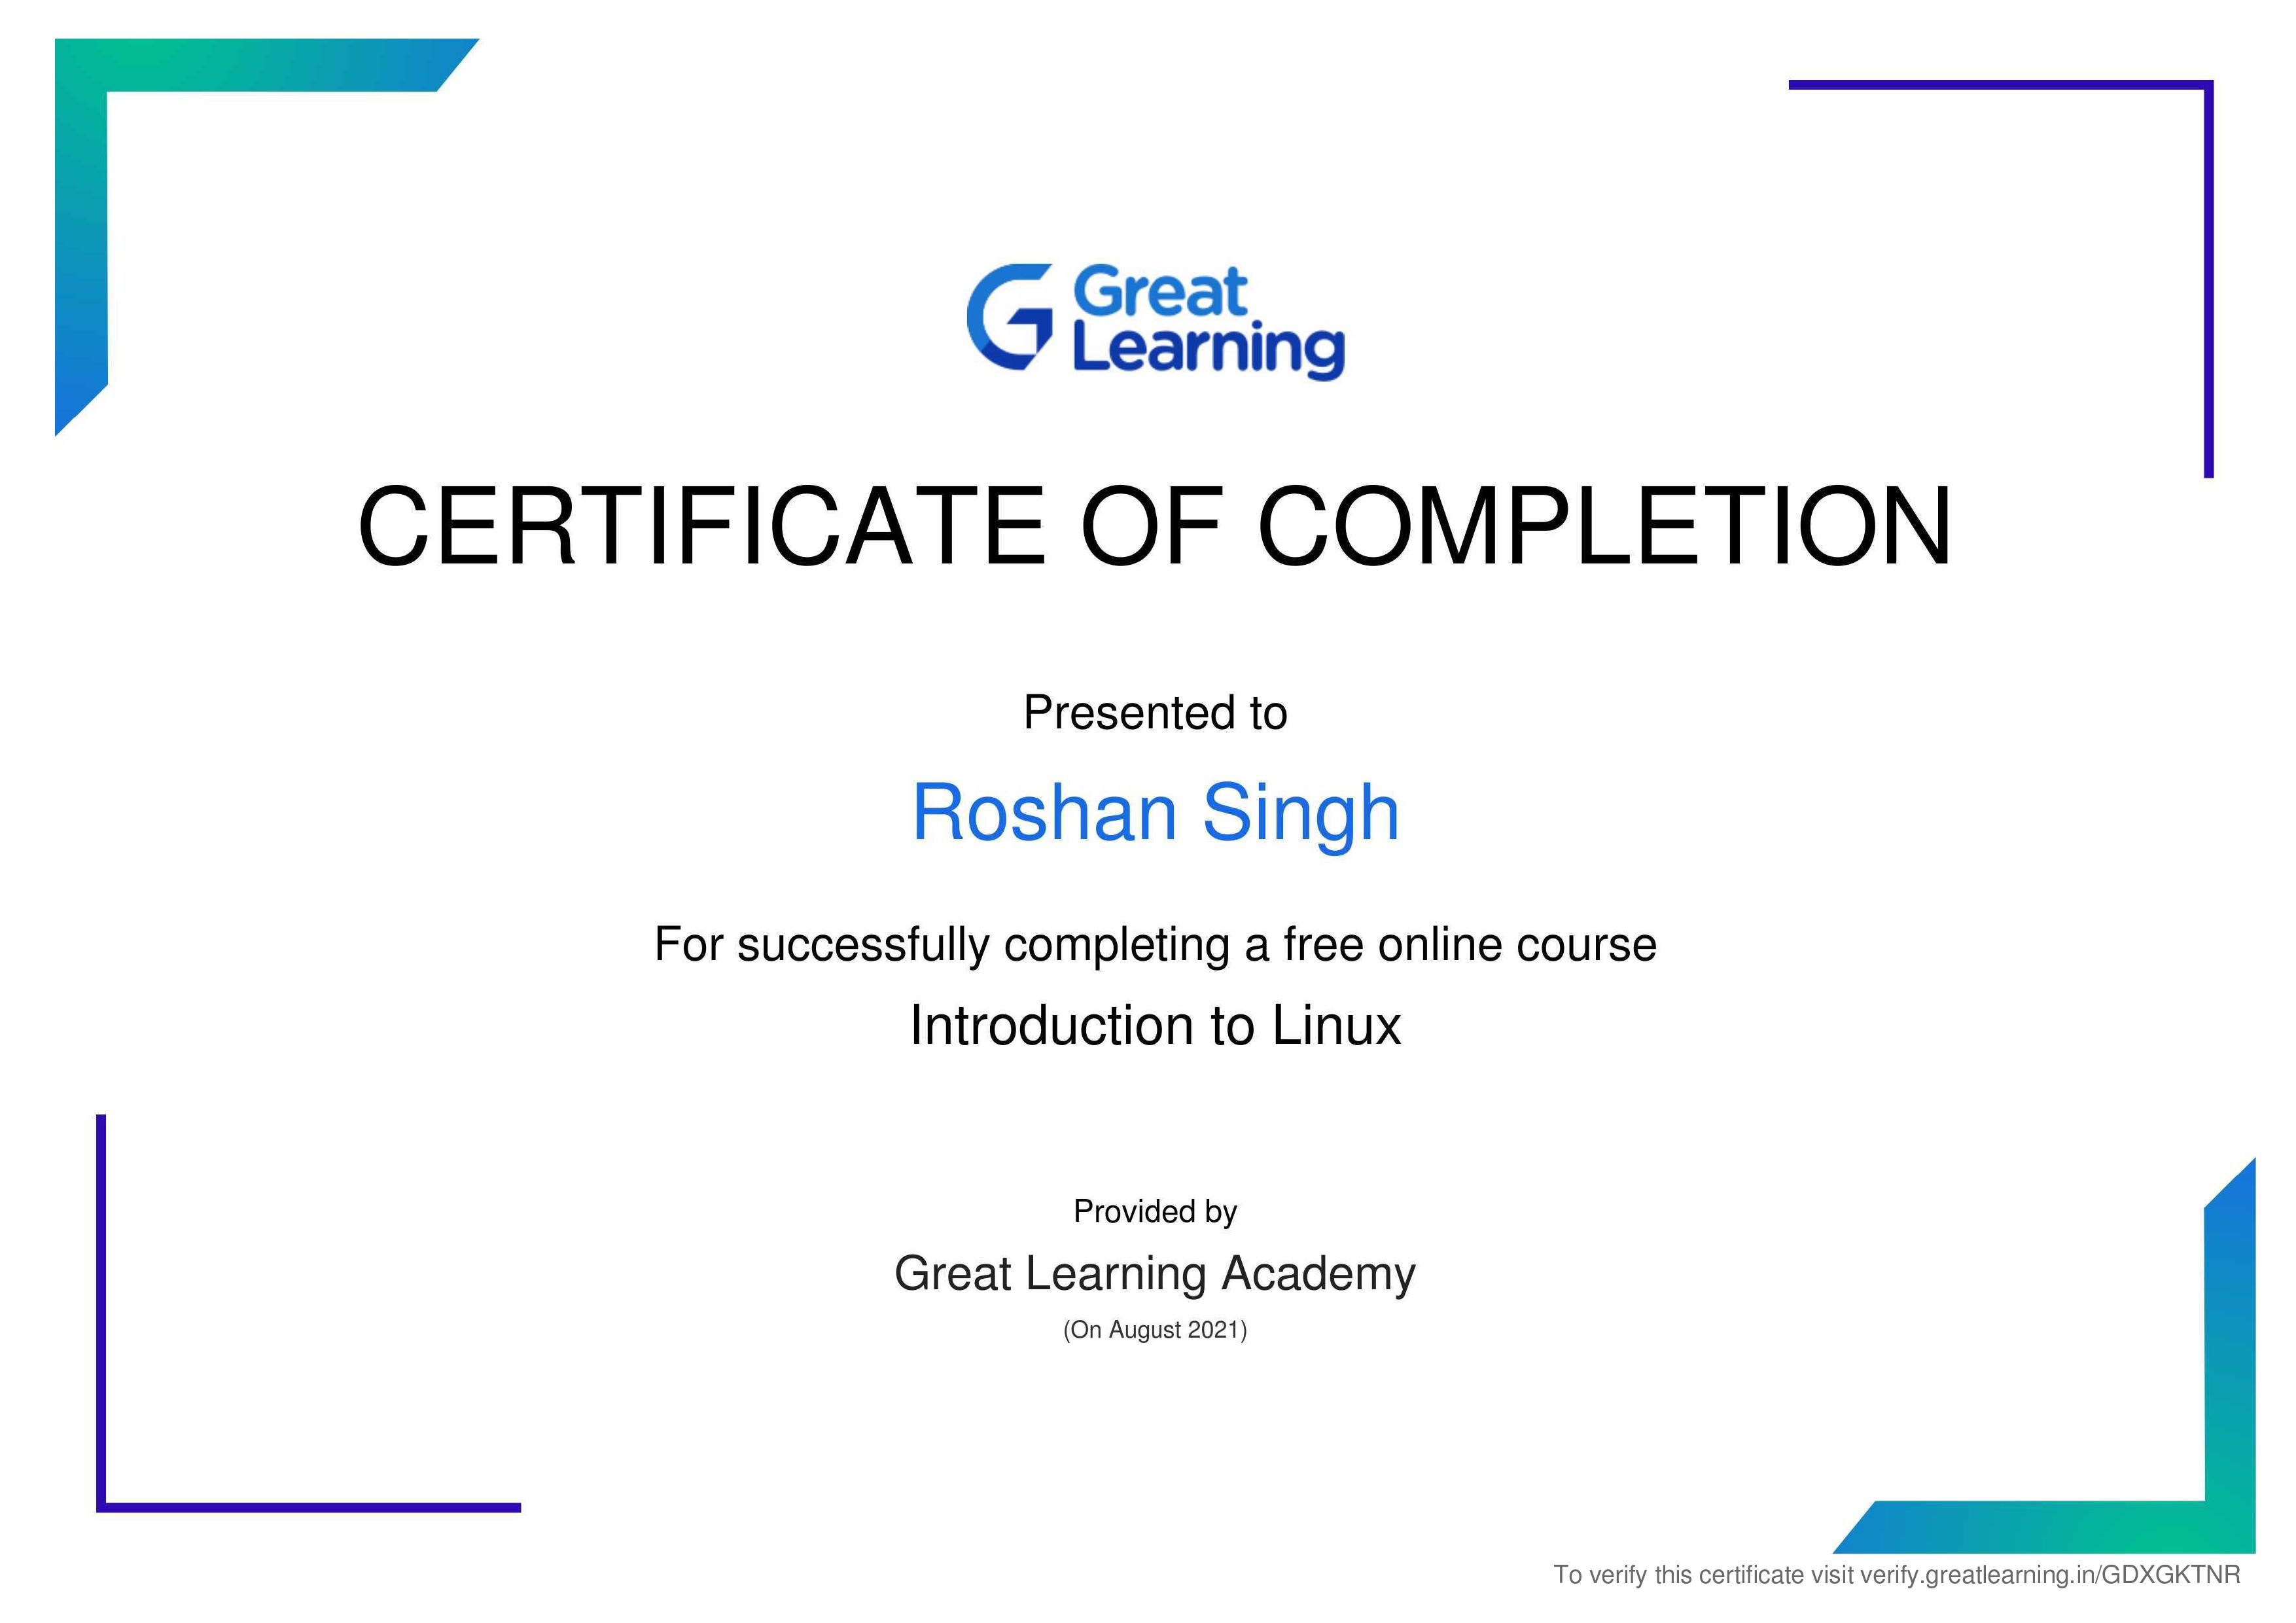 Great
Learning
CERTIFICATE OF COMPLETION
Presented to
Roshan Singh
For successfully completing a free online course
Introduction to Linux
Provided by
Great Learning Academy
(On August 2021)
To verify this certificate visit verify.greatlearning.in/GDXGKTNR